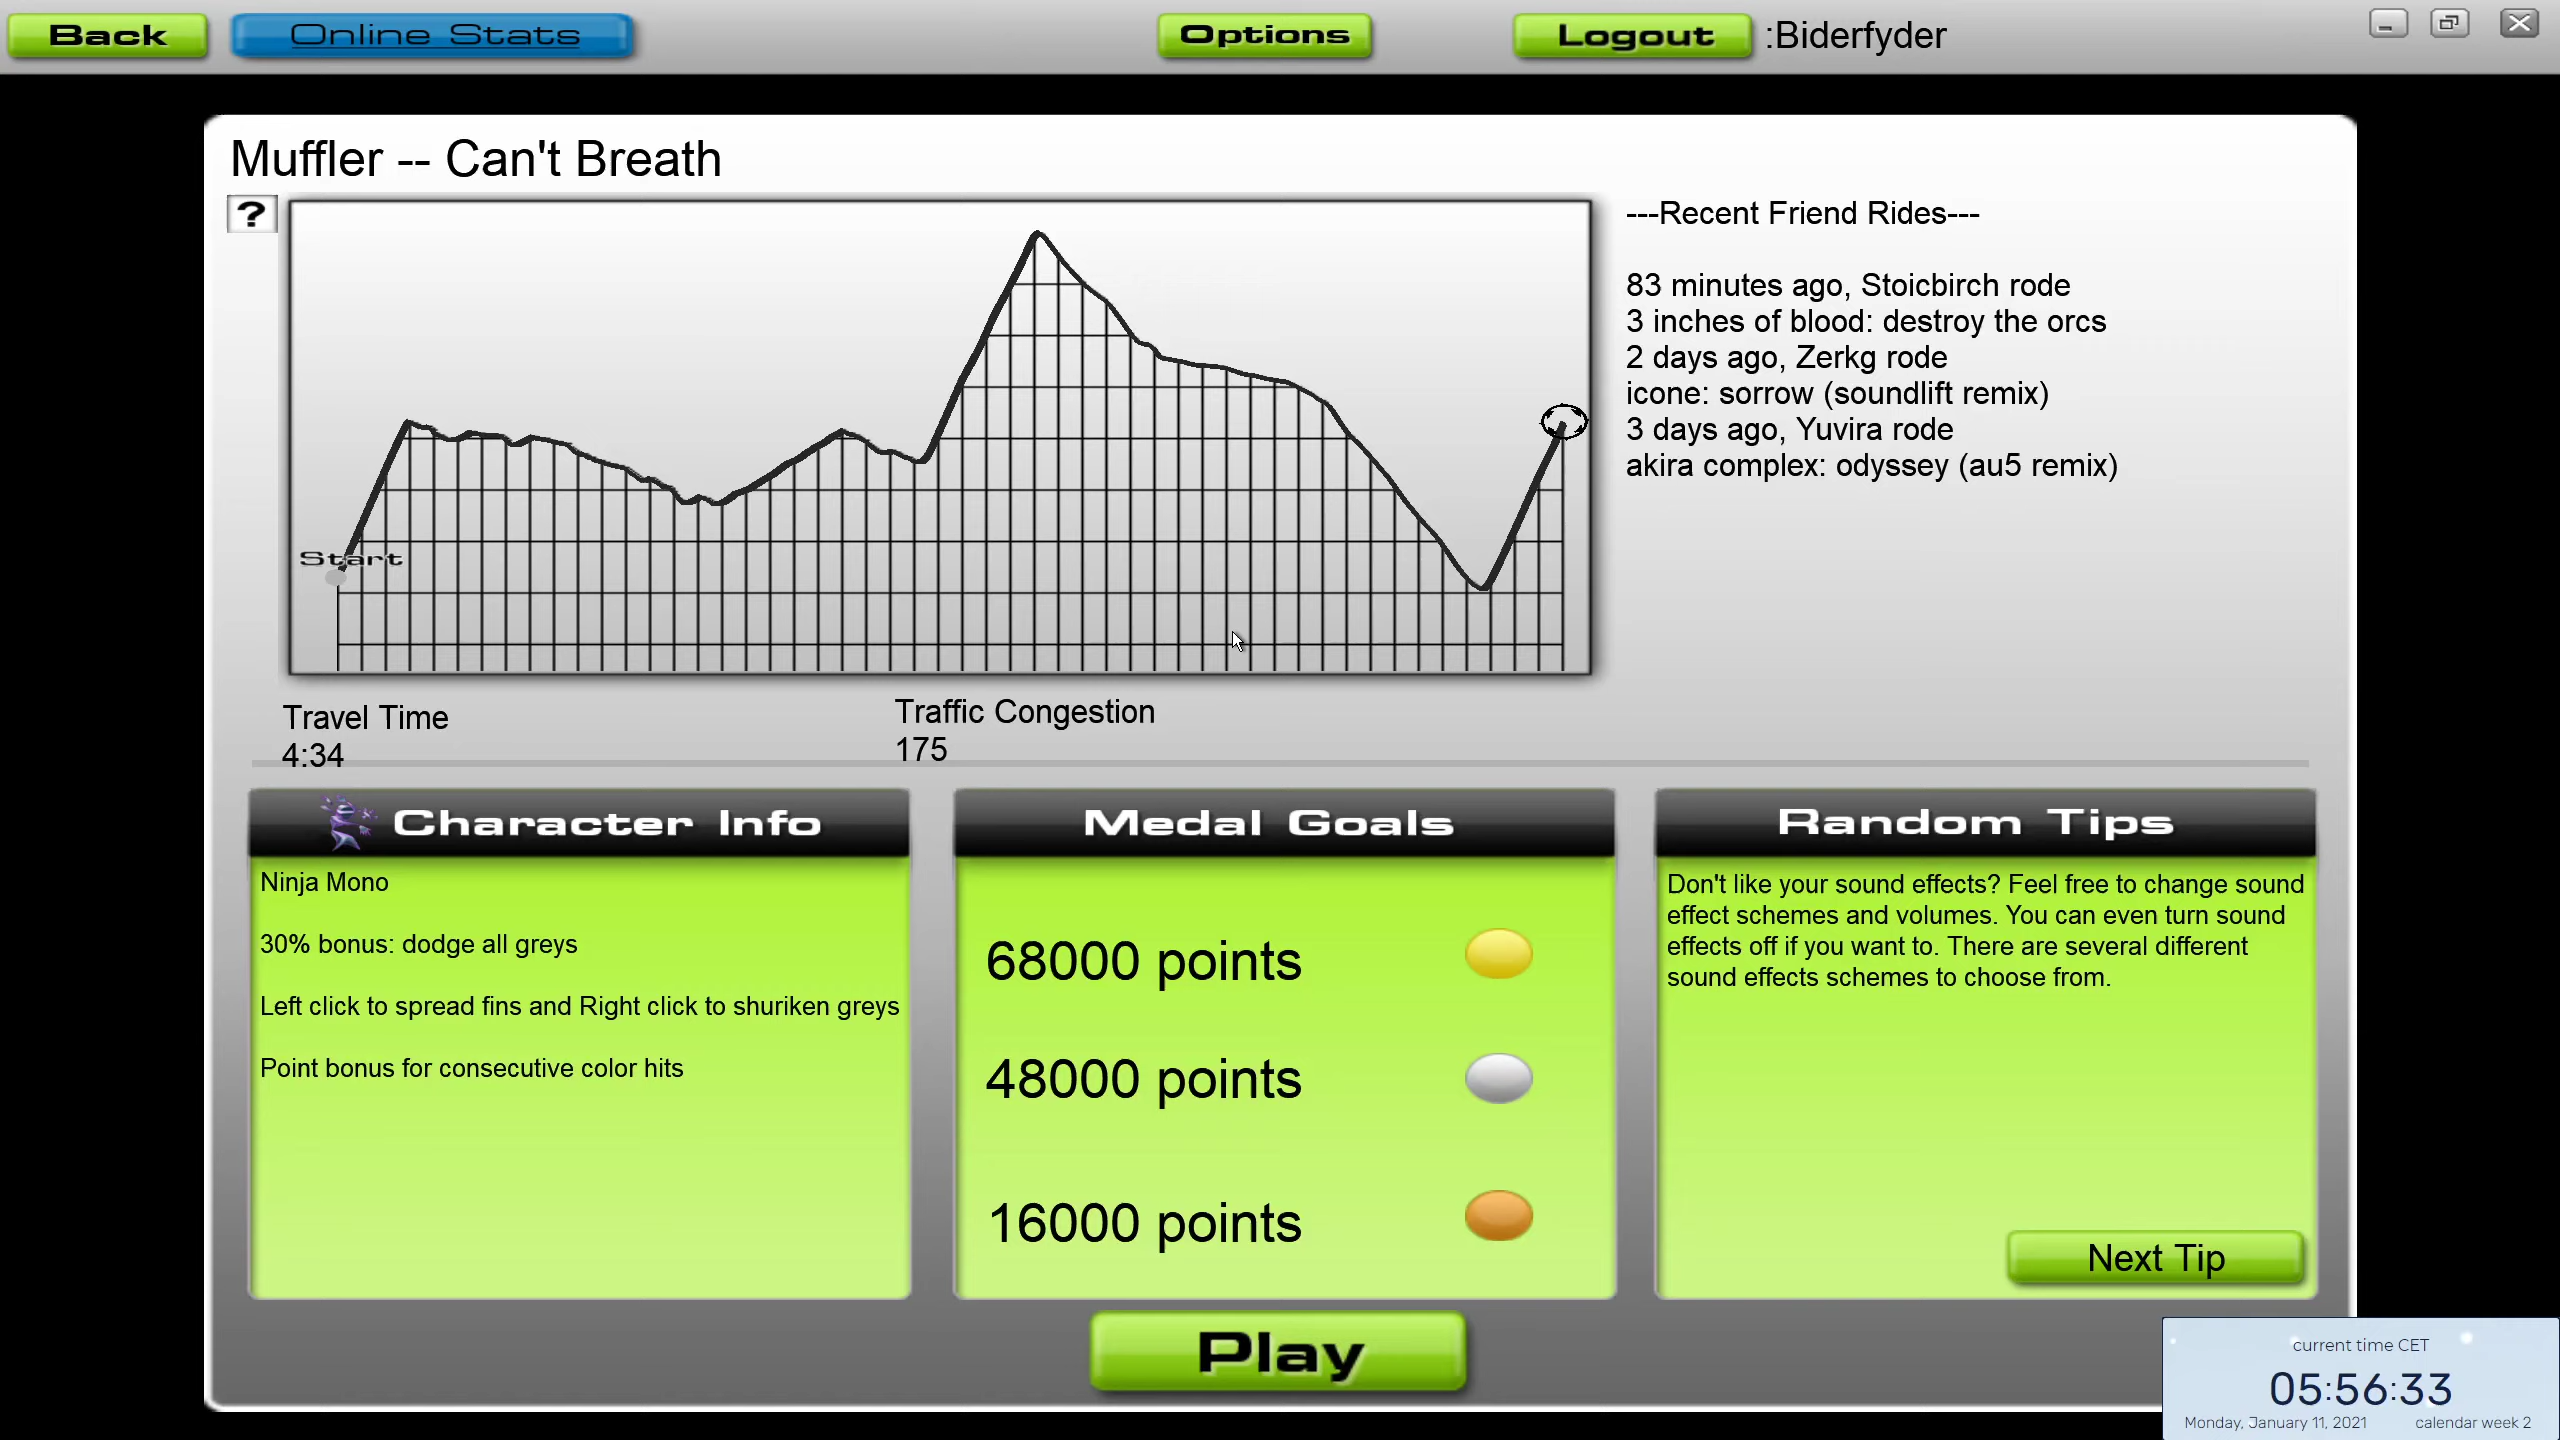 Back
Online Stats
Options
Logout
:Biderfyder
Muffler -- Can't Breath
?
---Recent Friend Rides---
83 minutes ago, Stoicbirch rode
3 inches of blood: destroy the orcs
2 days ago, Zerkg rode
icone: sorrow (soundlift remix)
3 days ago, Yuvira rode
akira complex: odyssey (au5 remix)
Start
Travel Time
4:34
Traffic Congestion
175
Character Info
Ninja Mono
30% bonus: dodge all greys
Left click to spread fins and Right click to shuriken greys
Point bonus for consecutive color hits
Medal Goals
68000 points
48000 points
16000 points
Random Tips
Don't like your sound effects? Feel free to change sound
effect schemes and volumes. You can even turn sound
effects off if you want to. There are several different
sound effects schemes to choose from.
Next Tip
Play
current time CET
05:56:33
Monday, January 11, 2021
calendar week 2